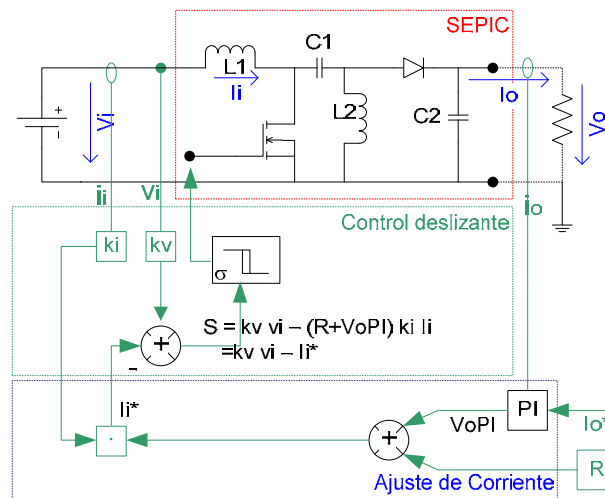 SEPIC
C1
L1
Ii
Vi
+
−
L2
C2
Io
Vo
ii
Vi
io
Control deslizante
ki
kv
σ
S = kv vi – (R+VoPI) ki Ii
=kv vi – Ii*
+
-
Ii*
.
VoPI
PI
Io*
+
R
Ajuste de Corriente